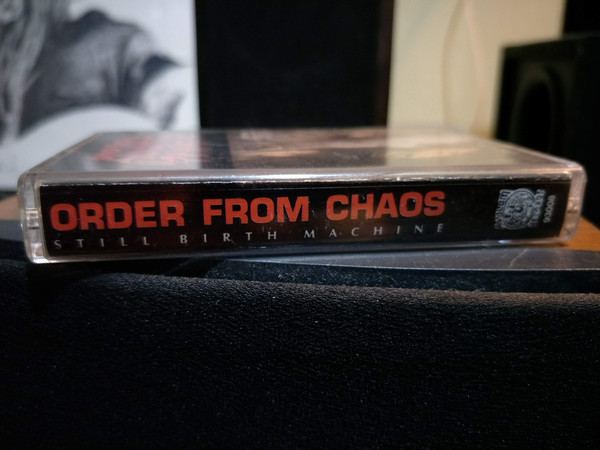 ORDER FROM CHAOS
STILL BIRTH MACHINE